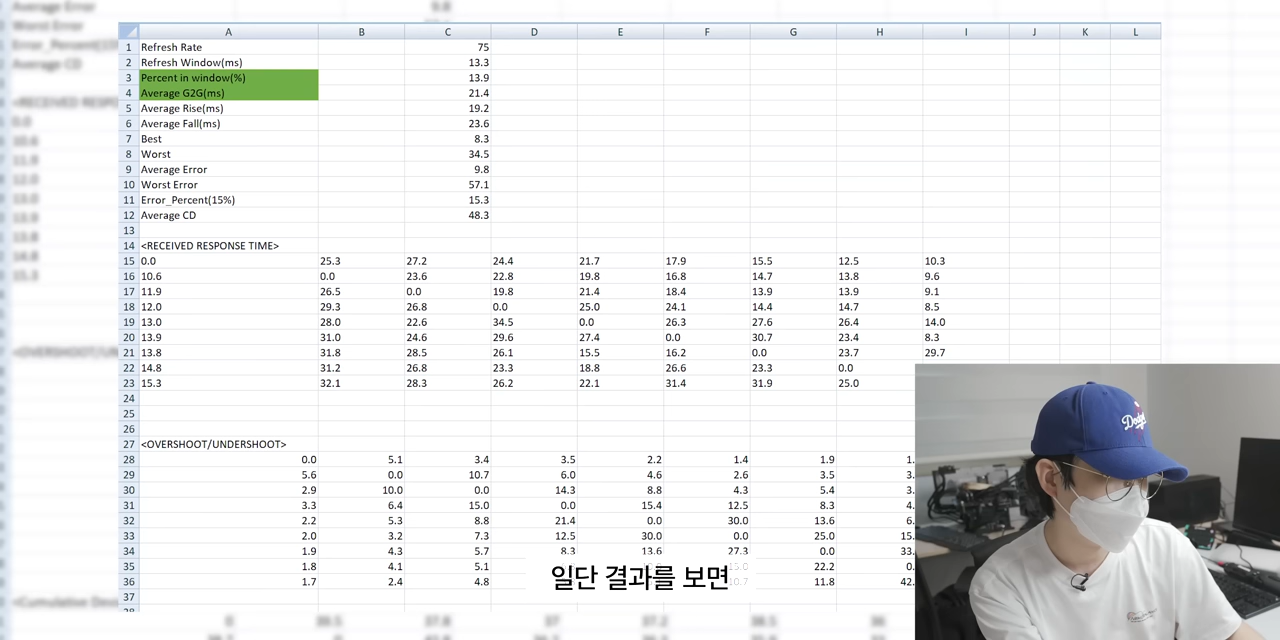 A B C D E F G H I J K L
1 Refresh Rate 75
2 Refresh Window(ms) 13.3
3 Percent in window(%) 13.9
4 Average G2G(ms) 21.4
5 Average Rise(ms) 19.2
6 Average Fall(ms) 23.6
7 Best 8.3
8 Worst 34.5
9 Average Error 9.8
10 Worst Error 57.1
11 Error_Percent(15%) 15.3
12 Average CD 48.3
13
14 <RECEIVED RESPONSE TIME>
15 0.0 25.3 27.2 24.4 21.7 17.9 15.5 12.5 10.3
16 10.6 0.0 23.6 22.8 19.8 16.8 14.7 13.8 9.6
17 11.9 26.5 0.0 19.8 21.4 18.4 13.9 13.9 9.1
18 12.0 29.3 26.8 0.0 25.0 24.1 14.4 14.7 8.5
19 13.0 28.0 22.6 34.5 0.0 26.3 27.6 26.4 14.0
20 13.9 31.0 24.6 29.6 27.4 0.0 30.7 23.4 8.3
21 13.8 31.8 28.5 26.1 15.5 16.2 0.0 23.7 29.7
22 14.8 31.2 26.8 23.3 18.8 26.6 23.3 0.0
23 15.3 32.1 28.3 26.2 22.1 31.4 31.9 25.0
24
25
26
27 <OVERSHOOT/UNDERSHOOT>
28 0.0 5.1 3.4 3.5 2.2 1.4 1.9 1.
29 5.6 0.0 10.7 6.0 4.6 2.6 3.5 3.
30 2.9 10.0 0.0 14.3 8.8 4.3 5.4 3.
31 3.3 6.4 15.0 0.0 15.4 12.5 8.3 4.
32 2.2 5.3 8.8 21.4 0.0 30.0 13.6 6.
33 2.0 3.2 7.3 12.5 30.0 0.0 25.0 15.
34 1.9 4.3 5.7 8.3 13.6 27.3 0.0 33.
35 1.8 4.1 5.1 22.2 0.
36 1.7 2.4 4.8 11.8 42.
37
일단 결과를 보면
Dodgers